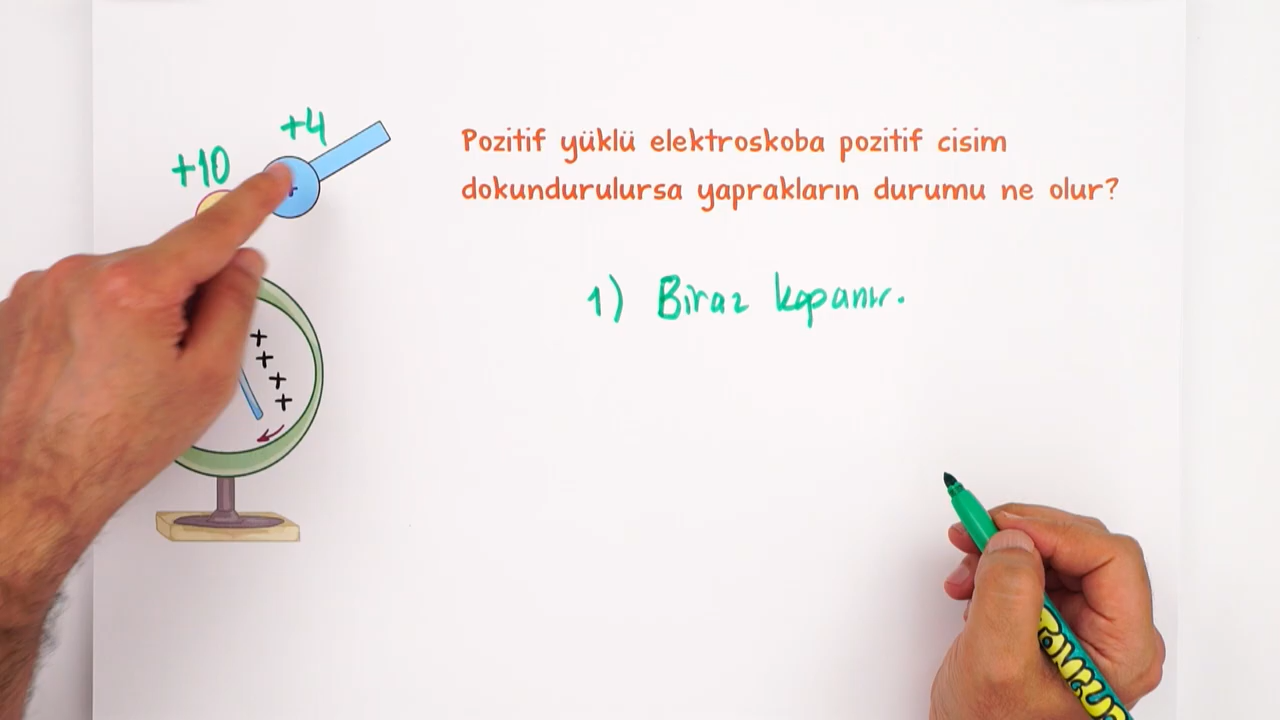 +4
+10
Pozitif yüklü elektroskoba pozitif cisim
dokundurulursa yaprakların durumu ne olur?
1) Biraz kapanır.
+
+
+
+